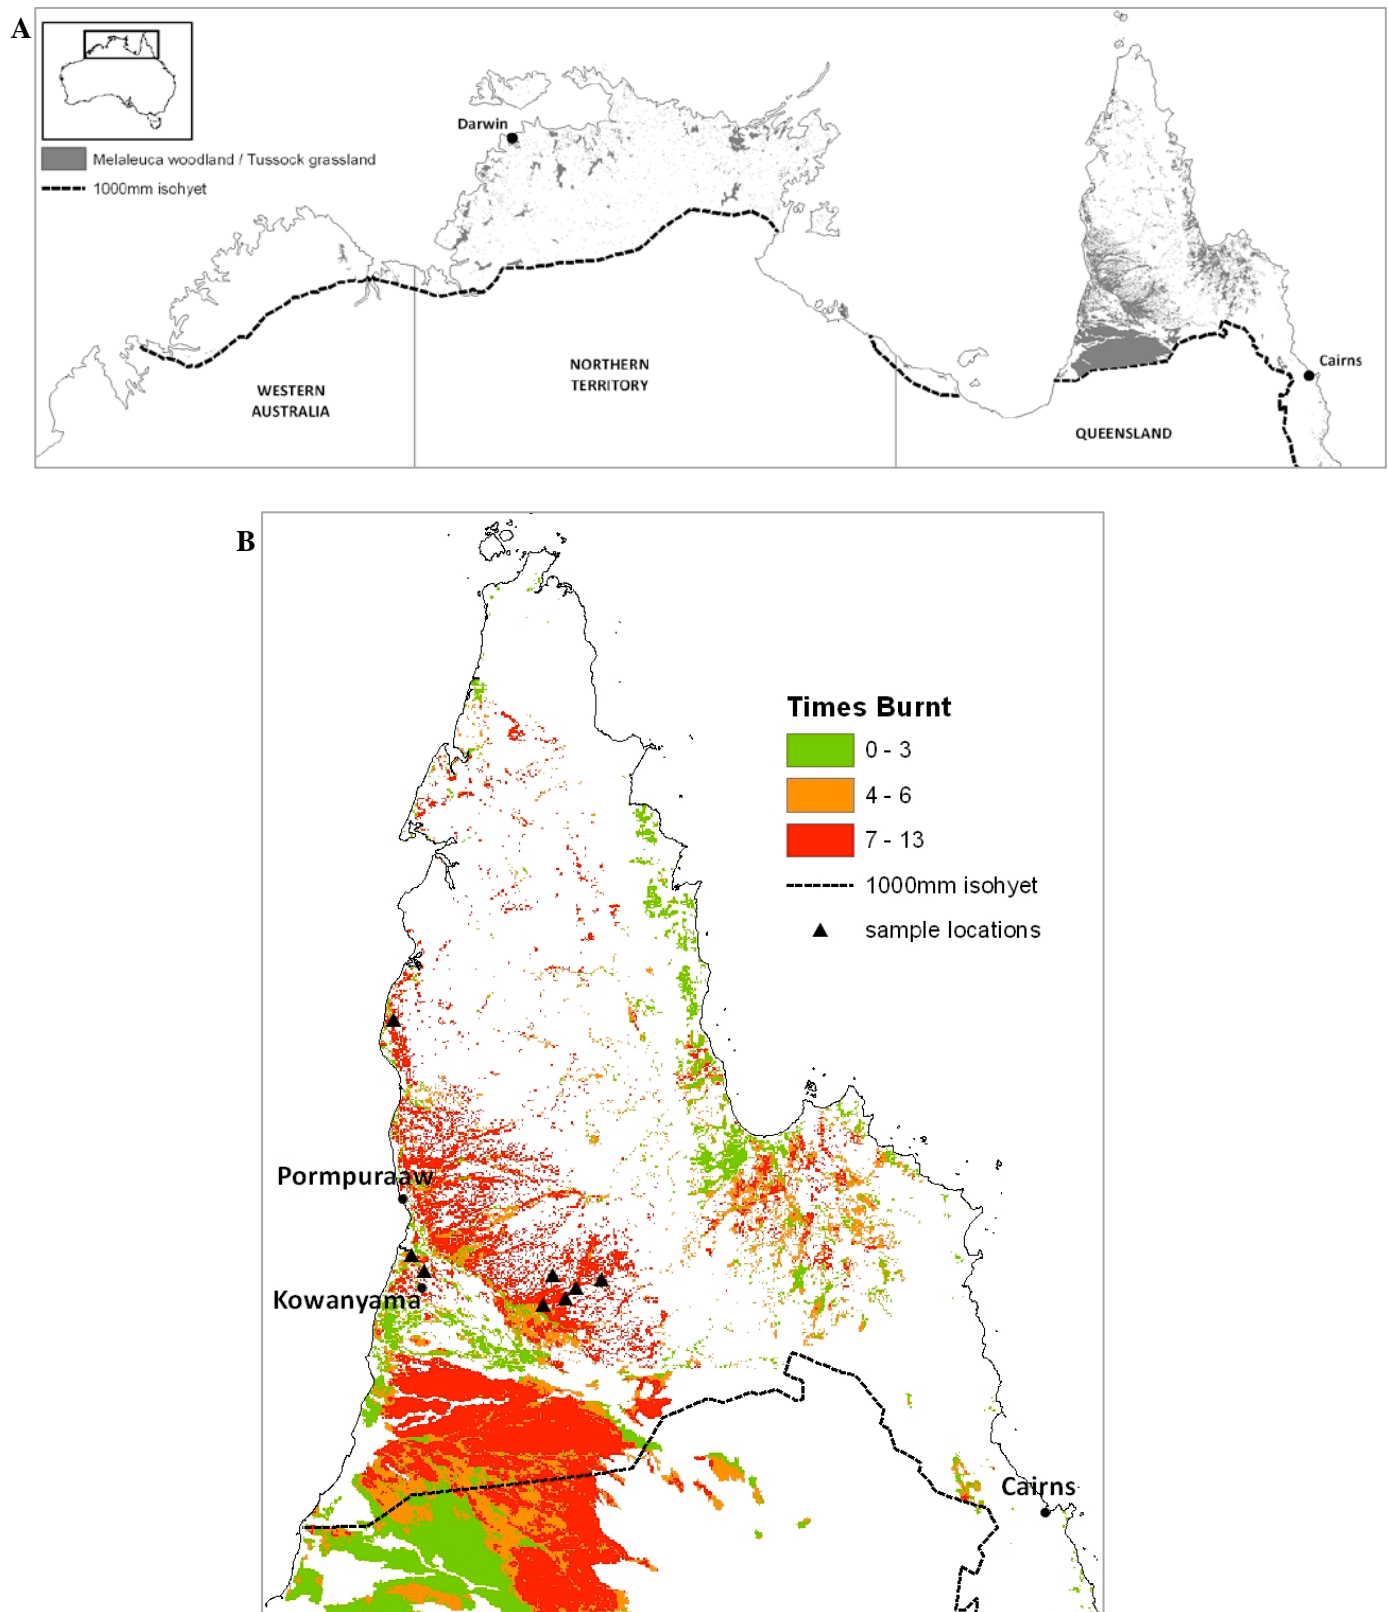 A
Darwin
Melaleuca woodland / Tussock grassland
1000mm isohyet
Cairns
WESTERN
AUSTRALIA
NORTHERN
TERRITORY
QUEENSLAND
B
Times Burnt
0 - 3
4 - 6
7 - 13
1000mm isohyet
sample locations
Pormpuraaw
Kowanyama
Cairns